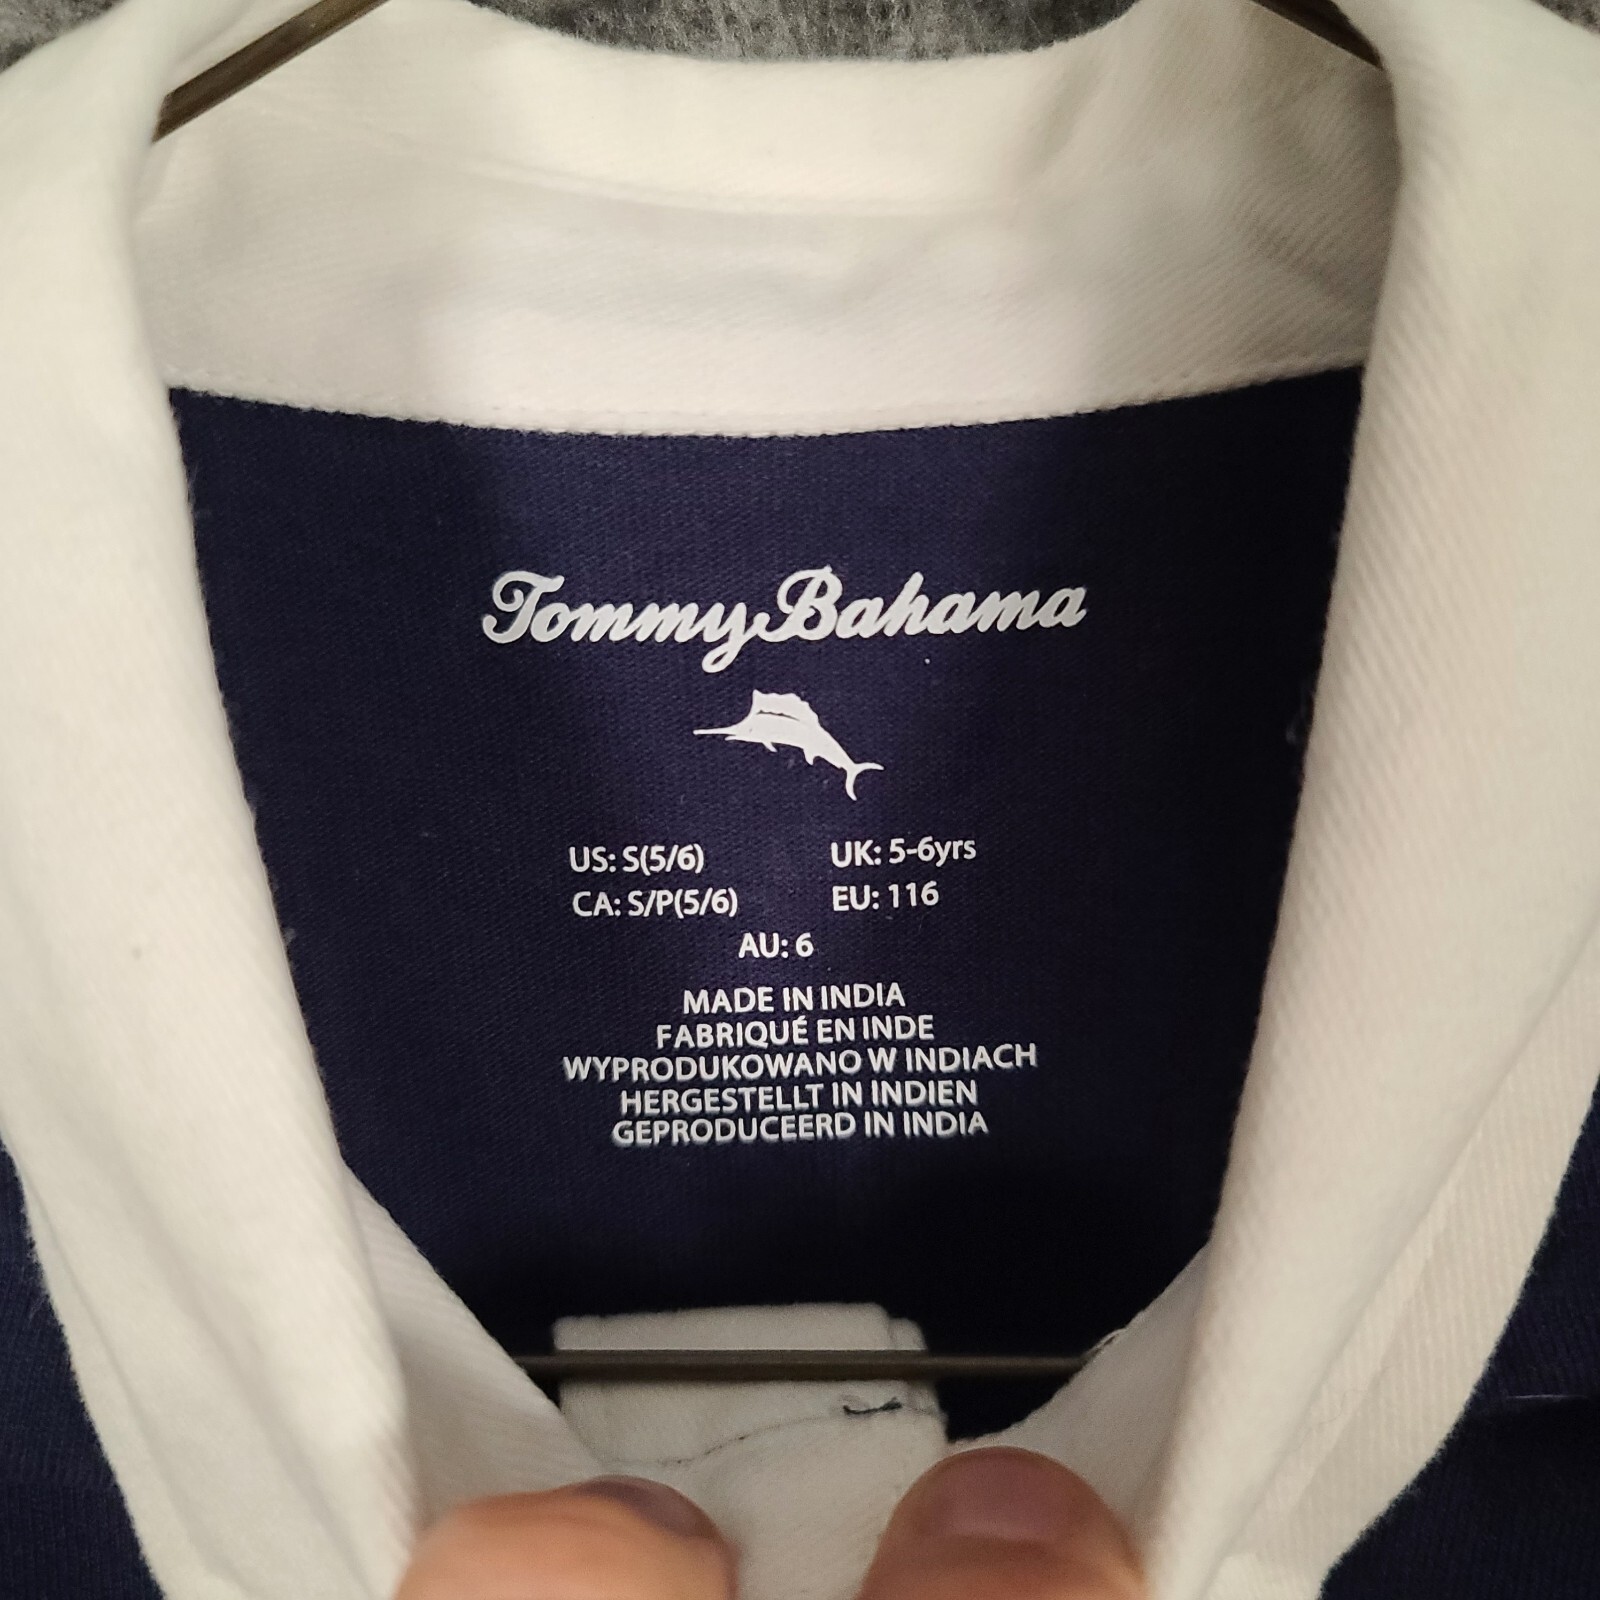 Tommy Bahama
US: S(5/6) UK: 5-6yrs
CA: S/P(5/6) EU: 116
AU: 6
MADE IN INDIA
FABRIQUÉ EN INDE
WYPRODUKOWANO W INDIACH
HERGESTELLT IN INDIEN
GEPRODUCEERD IN INDIA